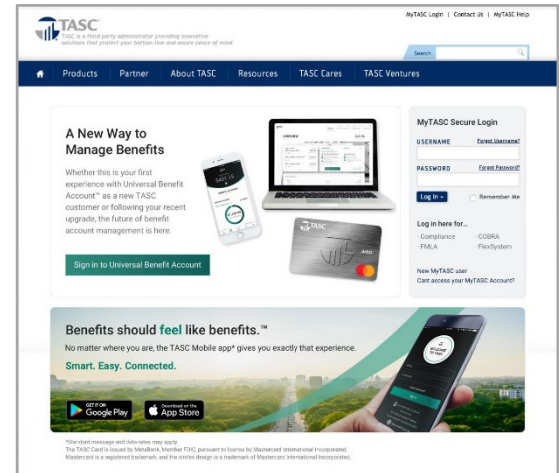 MyTASC Login | Contact Us | MyTASC Help
TASC
TASC is a third party administrator providing innovative
solutions that protect your bottom line and assure peace of mind
Search
Products Partner About TASC Resources TASC Cares TASC Ventures
A New Way to
Manage Benefits
Whether this is your first
experience with Universal Benefit
Account™ as a new TASC
customer or following your recent
upgrade, the future of benefit
account management is here.
Sign in to Universal Benefit Account
TASC
debit
MyTASC Secure Login
USERNAME Forgot Username?
PASSWORD Forgot Password?
Log In » Remember Me
Log in here for...
-Compliance -COBRA
-FMLA -FlexSystem
New MyTASC user
Cant access your MyTASC Account?
Benefits should feel like benefits.™
No matter where you are, the TASC Mobile app* gives you exactly that experience.
Smart. Easy. Connected.
GET IT ON
Google Play
Download on the
App Store
WELCOME
TO TASC
*Standard message and data rates may apply.
The TASC Card is issued by MetaBank, Member FDIC, pursuant to license by Mastercard International Incorporated.
Mastercard is a registered trademark, and the circles design is a trademark of Mastercard International Incorporated.